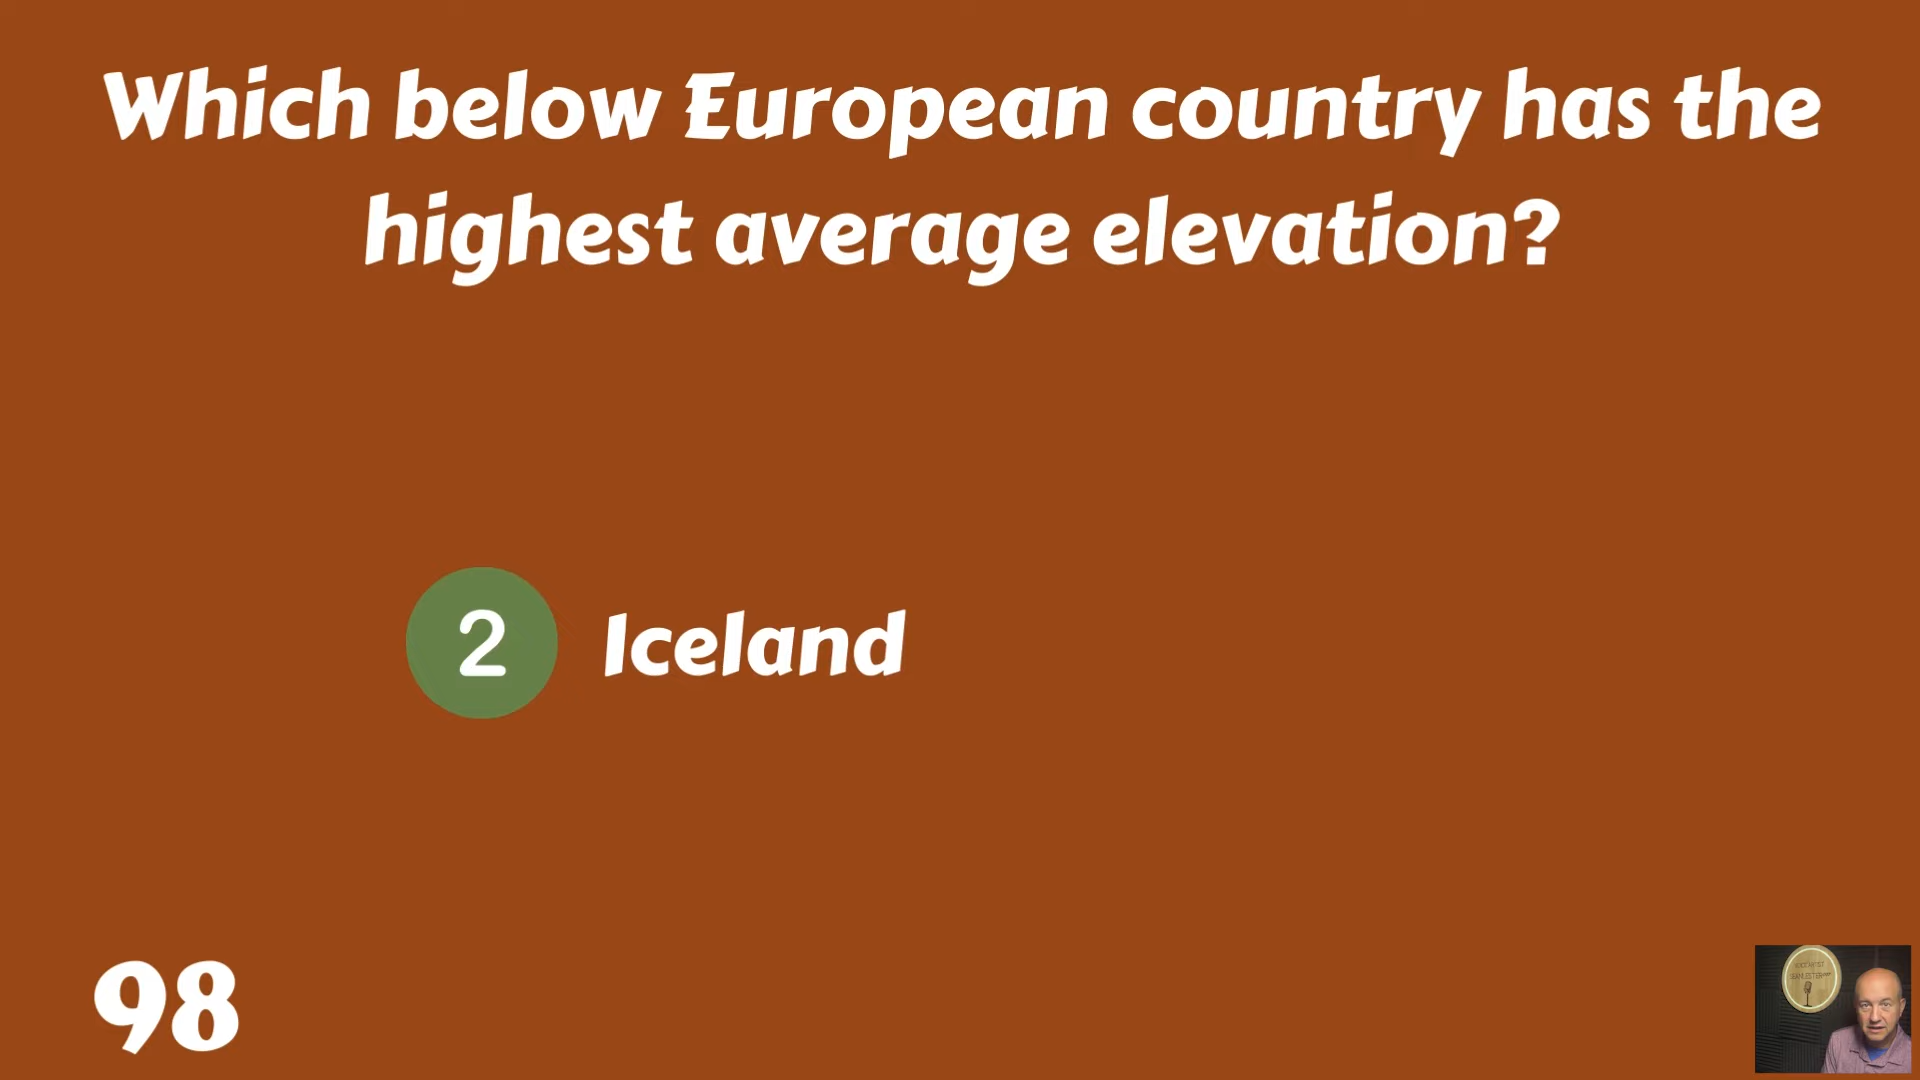 Which below European country has the
highest average elevation?
2 Iceland
98